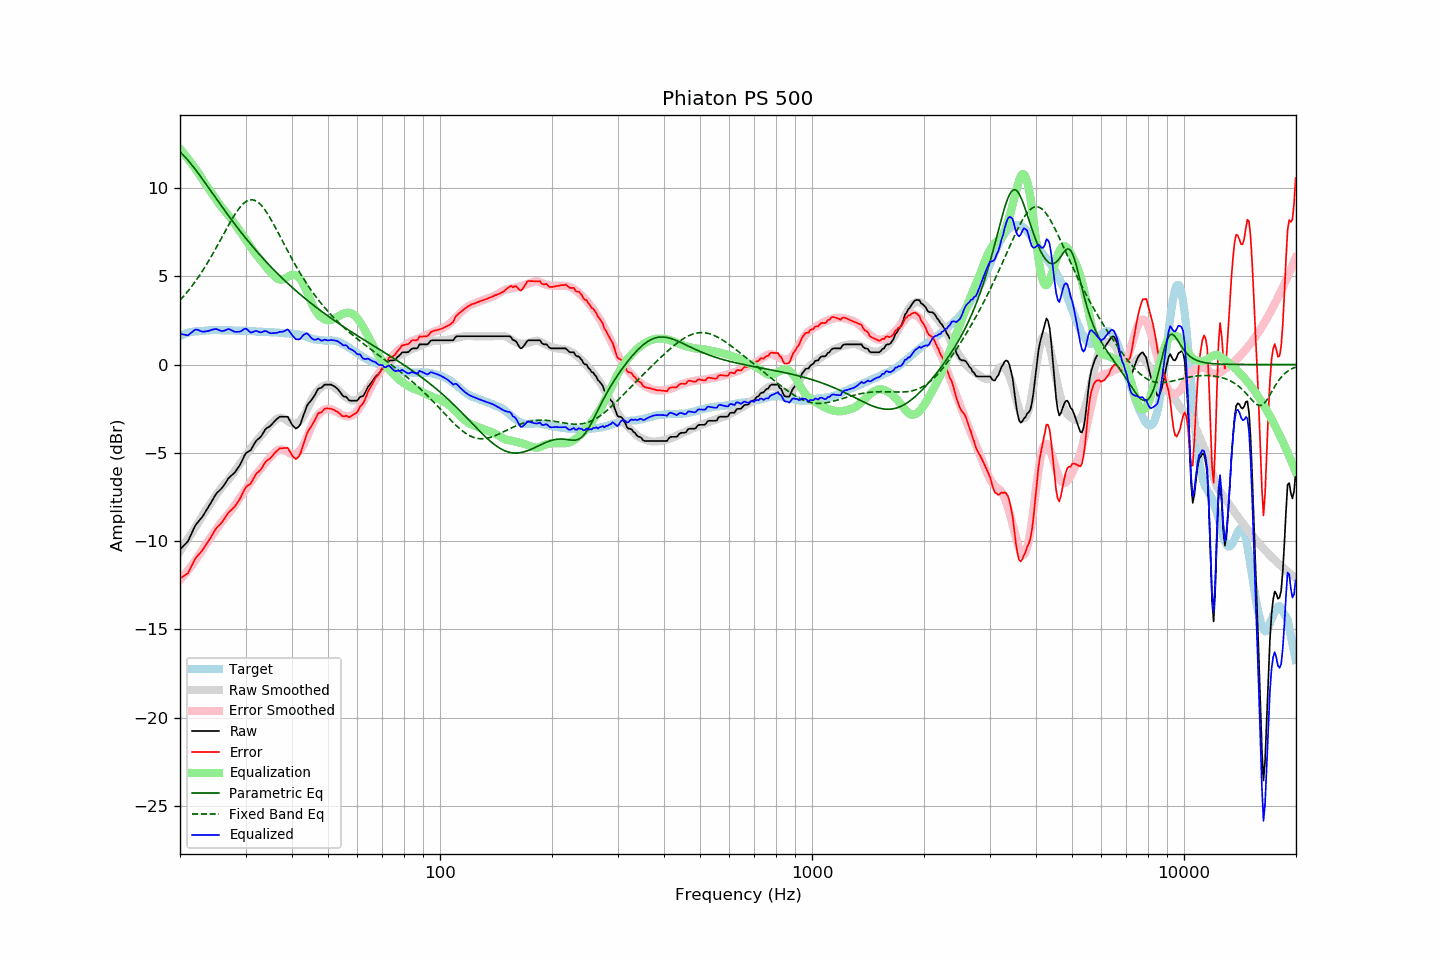 Phiaton PS 500
Amplitude (dBr)
10
5
0
−5
−10
−15
−20
−25
Target
Raw Smoothed
Error Smoothed
Raw
Error
Equalization
Parametric Eq
Fixed Band Eq
Equalized
100
1000
10000
Frequency (Hz)